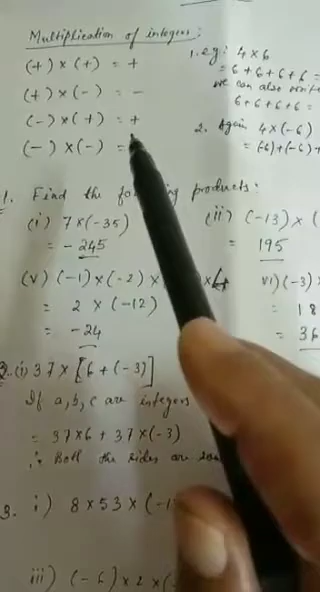 Multiplication of integers:
(+) × (+) = +
(+) × (-) = -
(-) × (+) = +
(-) × (-) =
1. eg: 4 × 6
= 6 + 6 + 6 + 6 =
we can also
6 + 6 + 6 + 6 =
2. Again 4 × (-6)
= (-6) + (-6) +
1. Find the products:
(i) 7 × (-35)
= - 245
(ii) (-13) × (
= 195
(v) (-1) × (-2) ×
= 2 × (-12)
= -24
vi) (-3) ×
= 18
= 36
2. (i) 37 × [6 + (-3)]
If a, b, c are integers
= 37×6 + 37 × (-3)
∴ Both the sides are
3. i) 8 × 53 × (-1
iii) (-6) × 2 × (-